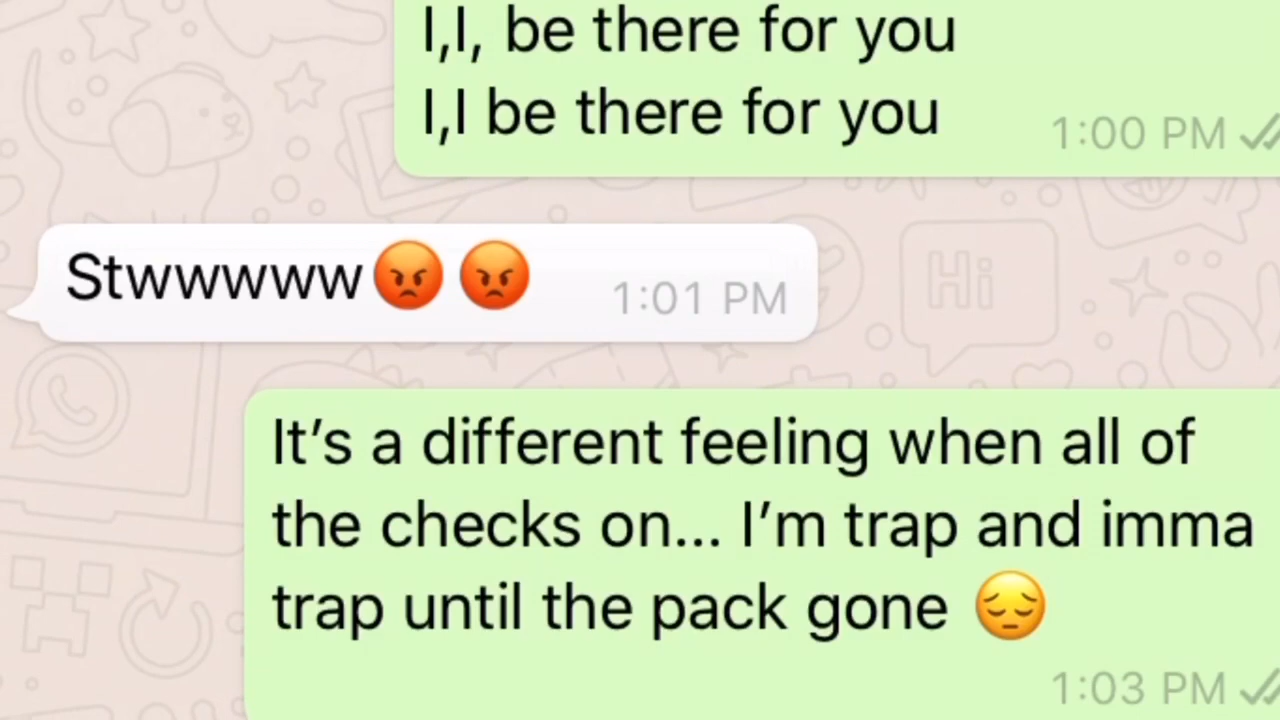 I,I, be there for you
I,I be there for you
1:00 PM
Stwwwww😡😡
1:01 PM
Hi
It’s a different feeling when all of
the checks on... I’m trap and imma
trap until the pack gone 😔
1:03 PM